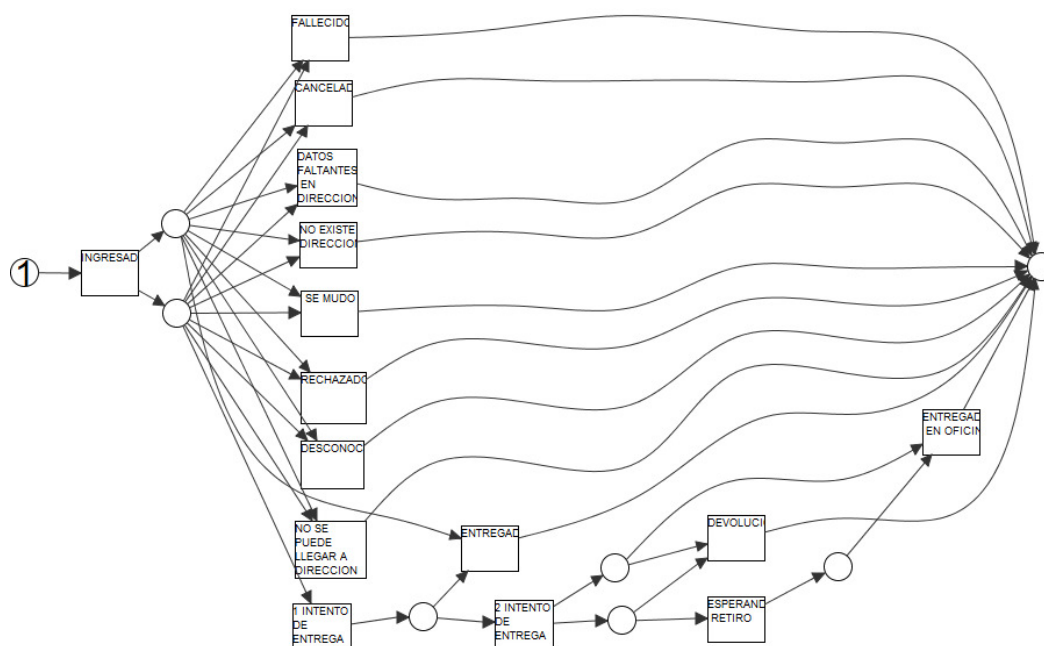 FALLECIDO
CANCELAD
DATOS
FALTANTES
EN
DIRECCION
NO EXISTE
DIRECCION
1
INGRESAD
SE MUDO
RECHAZADO
DESCONOC
ENTREGAD
EN OFICIN
NO SE
PUEDE
LLEGAR A
DIRECCION
ENTREGAD
DEVOLUCI
1 INTENTO
DE
ENTREGA
2 INTENTO
DE
ENTREGA
ESPERAND
RETIRO